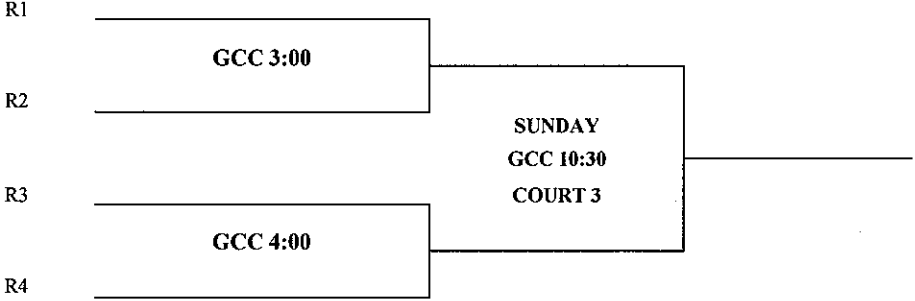 R1
GCC 3:00
R2
SUNDAY
GCC 10:30
COURT 3
R3
GCC 4:00
R4